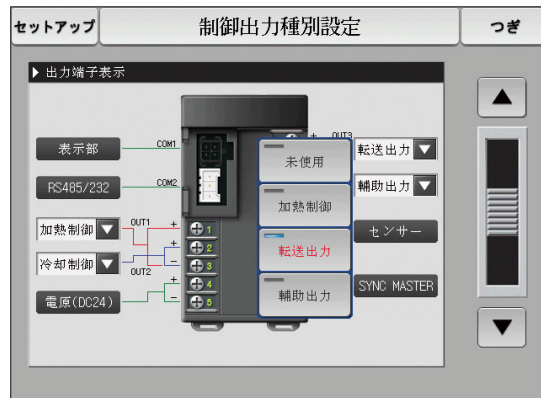 セットアップ
制御出力種別設定
つぎ
▶ 出力端子表示
表示部
COM1
RS485/232
COM2
加熱制御
OUT1
冷却制御
OUT2
電源(DC24)
+
+
-
+
-
1
2
3
4
5
+
OUT3
未使用
加熱制御
転送出力
補助出力
転送出力
補助出力
センサー
SYNC MASTER